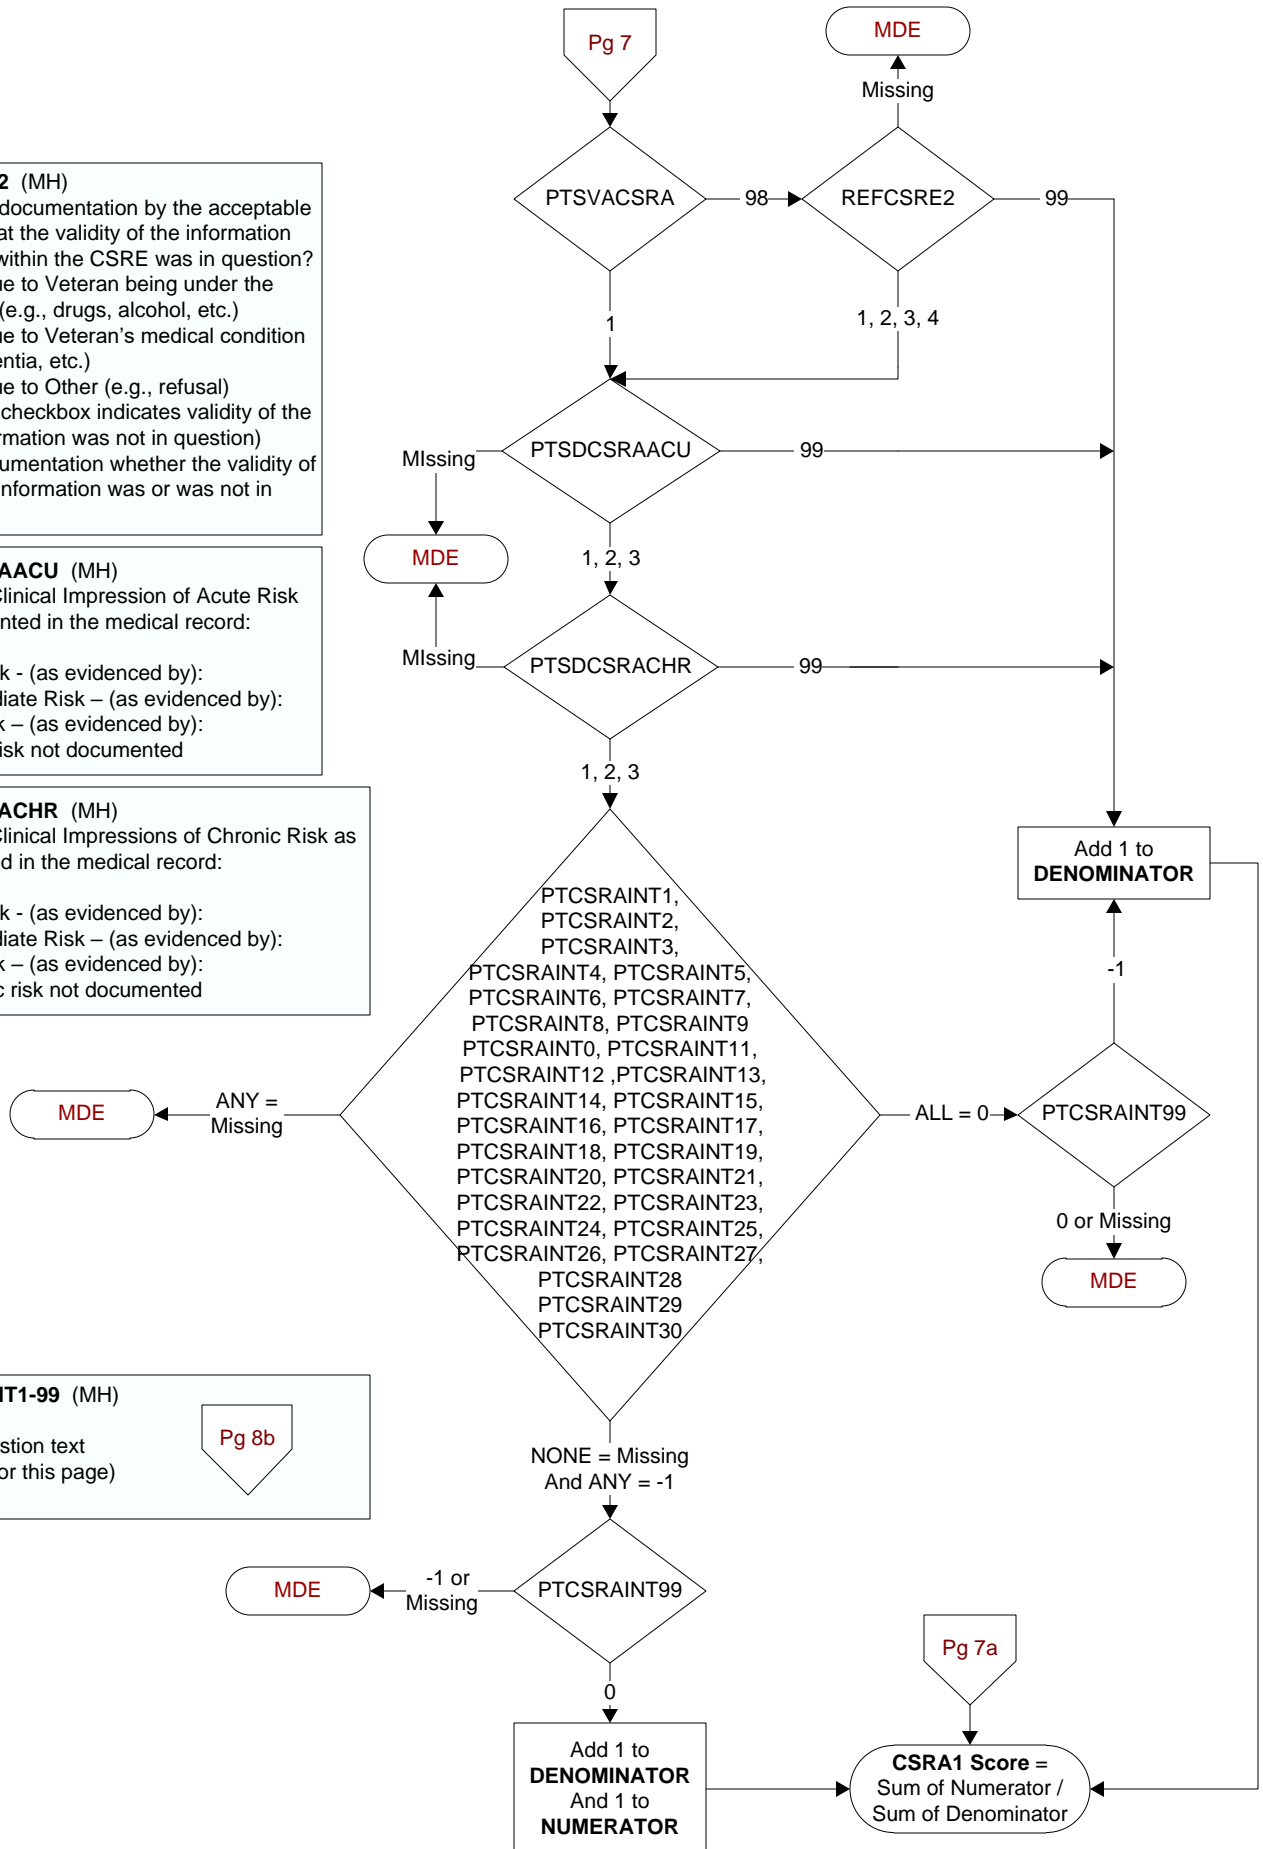 Pg 7
MDE
Missing
PTSVACSRA
98
REFCSRE2
99
1
1, 2, 3, 4
2 (MH)
documentation by the acceptable
at the validity of the information
within the CSRE was in question?
ue to Veteran being under the
(e.g., drugs, alcohol, etc.)
ue to Veteran's medical condition
entia, etc.)
ue to Other (e.g., refusal)
checkbox indicates validity of the
rmation was not in question)
umentation whether the validity of
information was or was not in
MIssing
PTSDCSRAACU
99
MDE
1, 2, 3
AACU (MH)
Clinical Impression of Acute Risk
nted in the medical record:
k - (as evidenced by):
diate Risk – (as evidenced by):
k – (as evidenced by):
isk not documented
MIssing
PTSDCSRACHR
99
1, 2, 3
ACHR (MH)
Clinical Impressions of Chronic Risk as
d in the medical record:
k - (as evidenced by):
diate Risk – (as evidenced by):
k – (as evidenced by):
c risk not documented
Add 1 to
DENOMINATOR
-1
PTCSRAINT1,
PTCSRAINT2,
PTCSRAINT3,
PTCSRAINT4, PTCSRAINT5,
PTCSRAINT6, PTCSRAINT7,
PTCSRAINT8, PTCSRAINT9
PTCSRAINT0, PTCSRAINT11,
PTCSRAINT12 ,PTCSRAINT13,
PTCSRAINT14, PTCSRAINT15,
PTCSRAINT16, PTCSRAINT17,
PTCSRAINT18, PTCSRAINT19,
PTCSRAINT20, PTCSRAINT21,
PTCSRAINT22, PTCSRAINT23,
PTCSRAINT24, PTCSRAINT25,
PTCSRAINT26, PTCSRAINT27,
PTCSRAINT28
PTCSRAINT29
PTCSRAINT30
MDE
ANY =
Missing
ALL = 0
PTCSRAINT99
0 or Missing
MDE
IT1-99 (MH)
stion text
or this page)
Pg 8b
NONE = Missing
And ANY = -1
MDE
-1 or
Missing
PTCSRAINT99
0
Pg 7a
Add 1 to
DENOMINATOR
And 1 to
NUMERATOR
CSRA1 Score =
Sum of Numerator /
Sum of Denominator